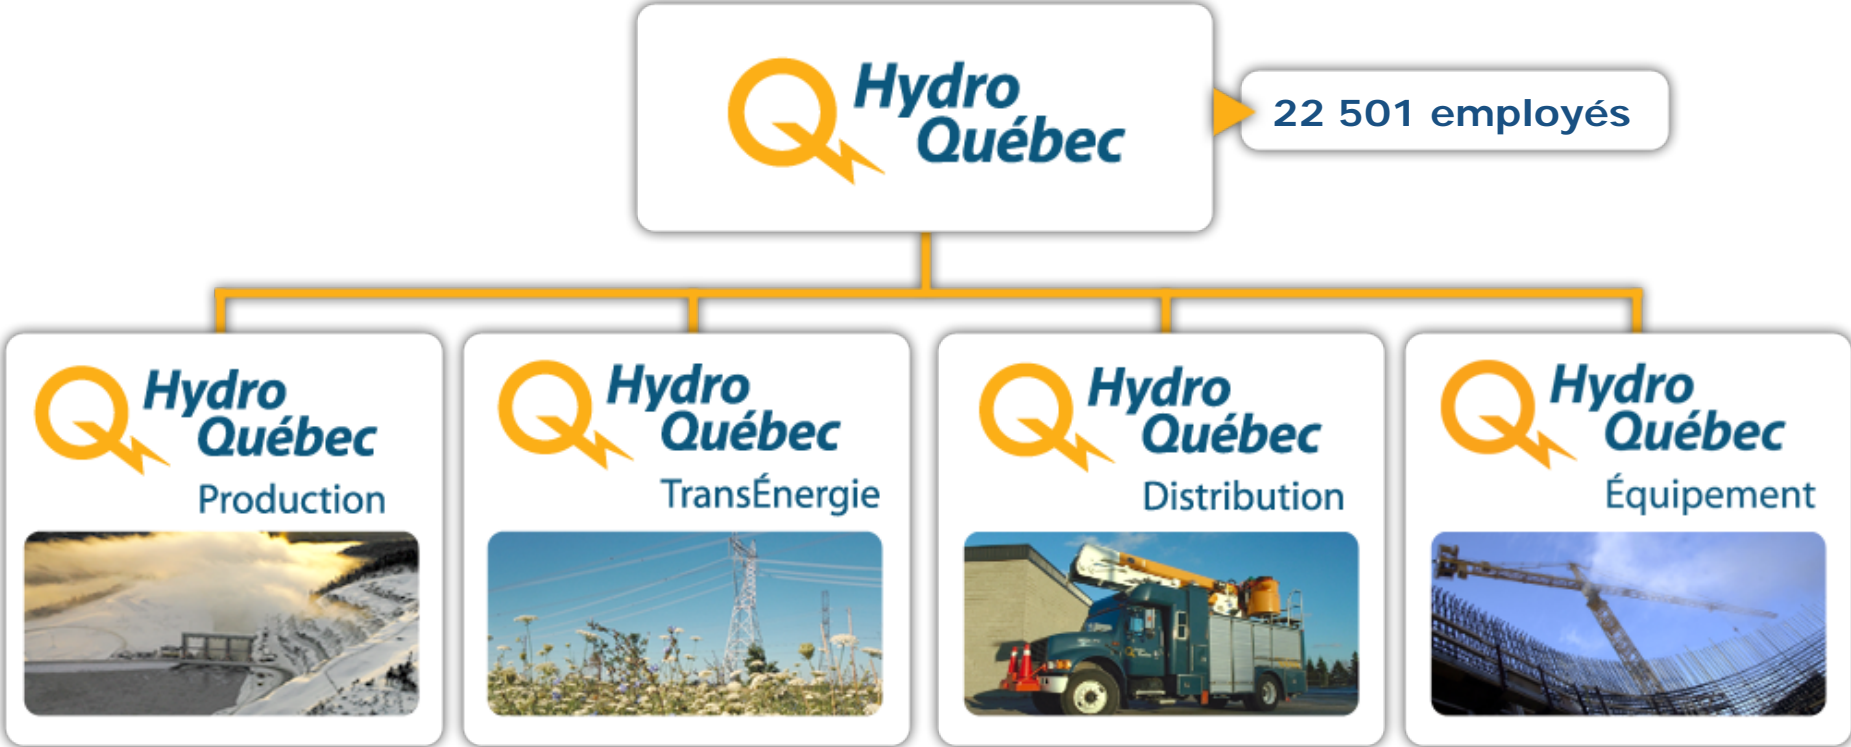 Hydro
Québec
22 501 employés
Hydro
Québec
Production
Hydro
Québec
TransÉnergie
Hydro
Québec
Distribution
Hydro
Québec
Équipement